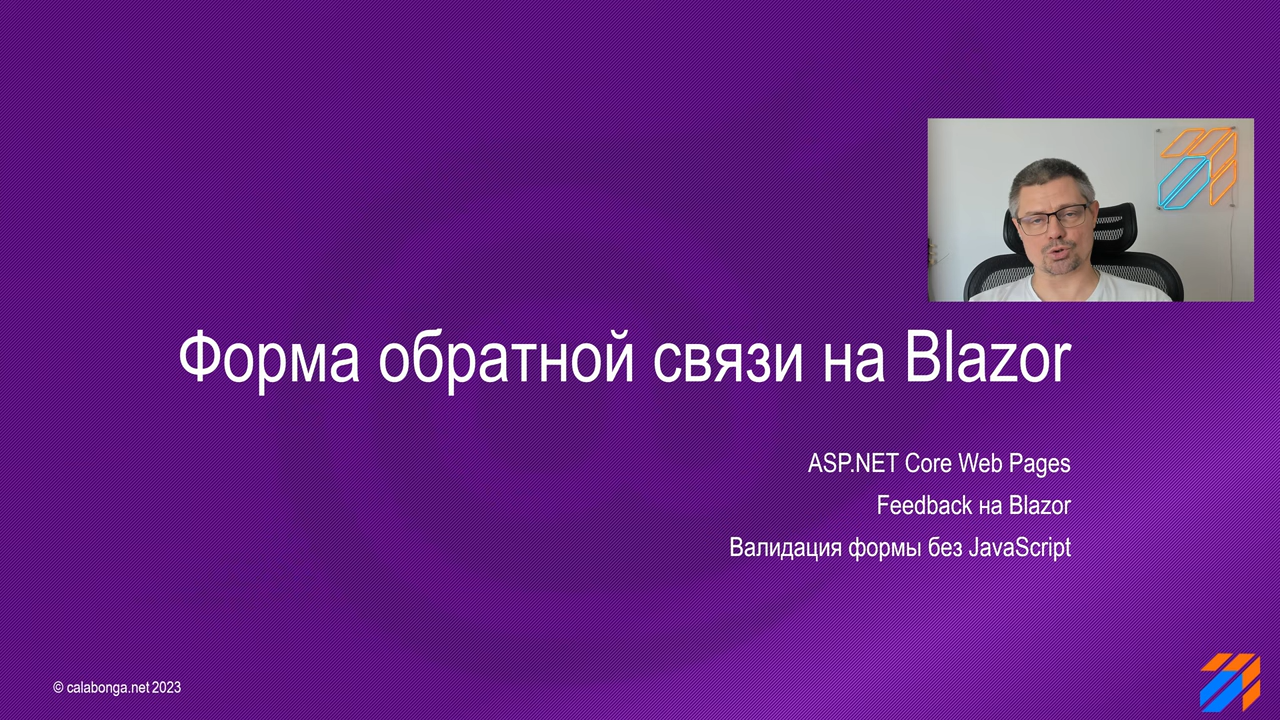 Форма обратной связи на Blazor
ASP.NET Core Web Pages
Feedback на Blazor
Валидация формы без JavaScript
© calabonga.net 2023